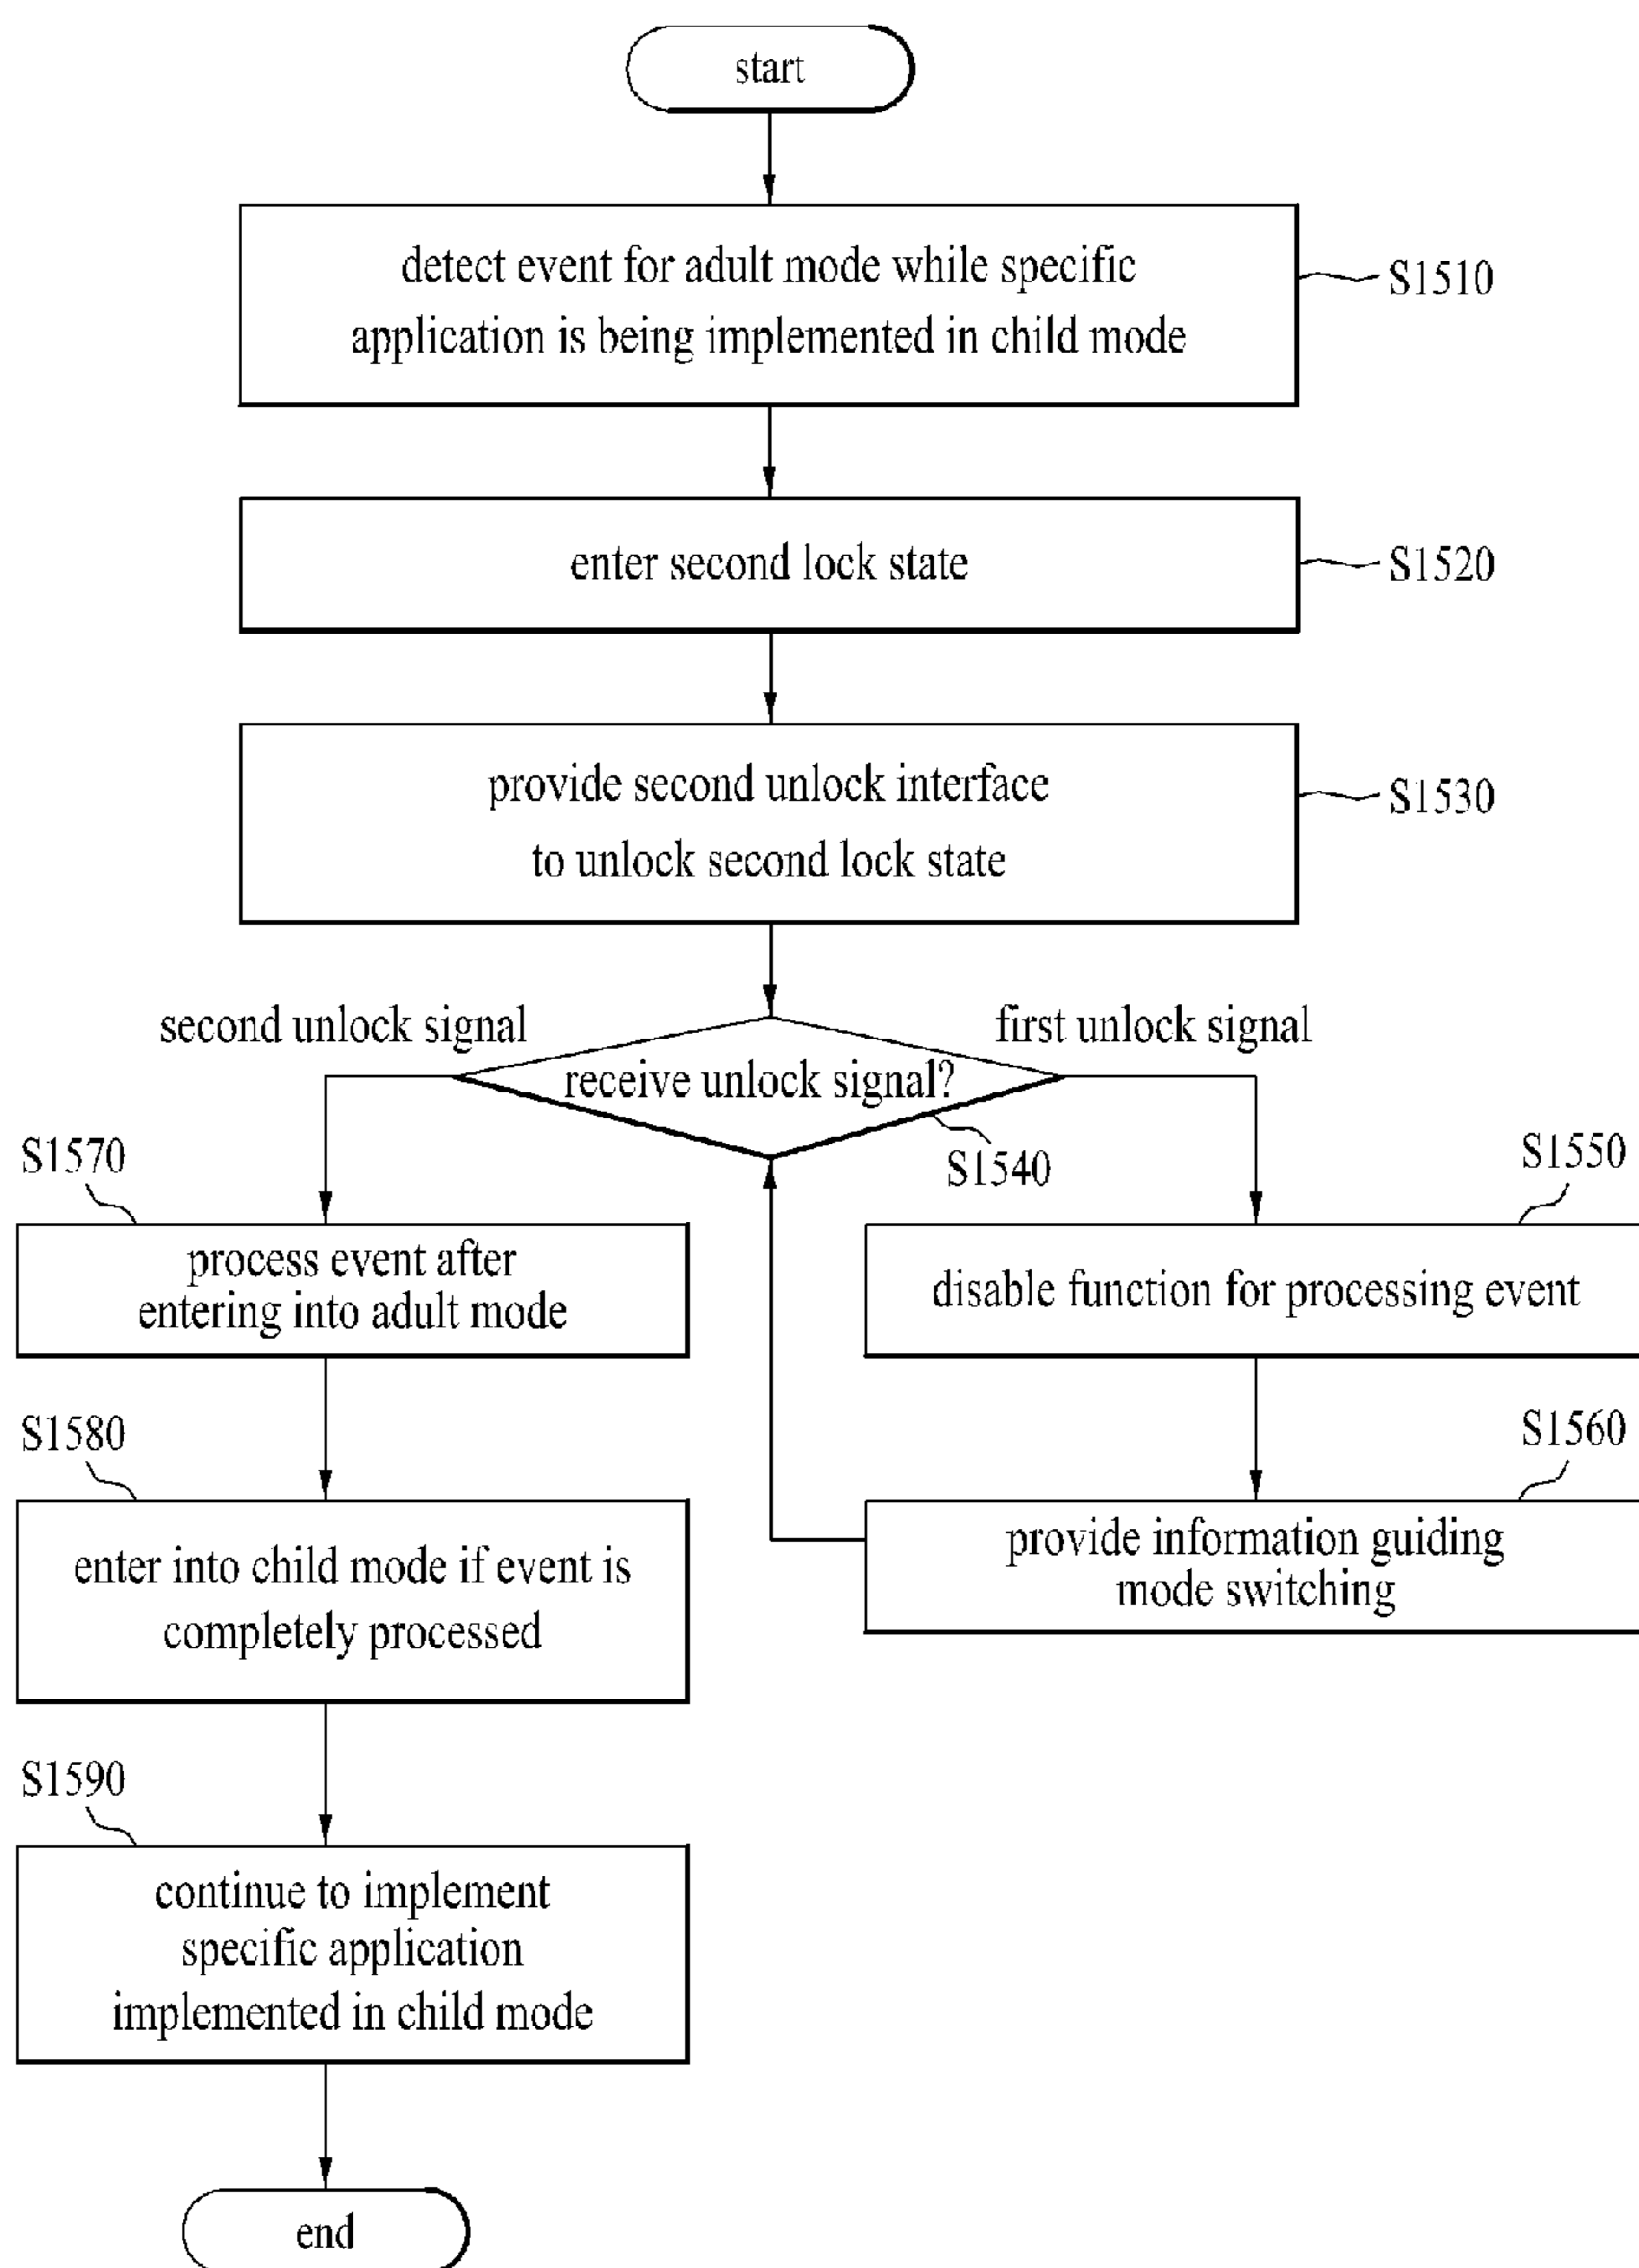 start
detect event for adult mode while specific
application is being implemented in child mode
S1510
enter second lock state
S1520
provide second unlock interface
to unlock second lock state
S1530
second unlock signal
first unlock signal
receive unlock signal?
S1540
S1570
process event after
entering into adult mode
S1550
disable function for processing event
S1580
enter into child mode if event is
completely processed
S1560
provide information guiding
mode switching
S1590
continue to implement
specific application
implemented in child mode
end